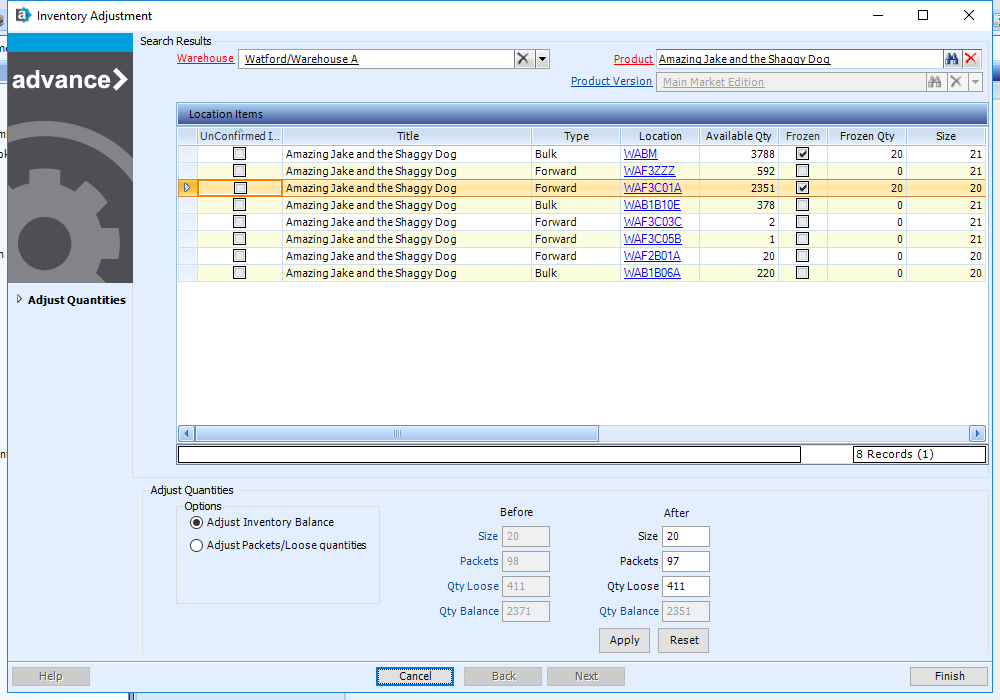 Inventory Adjustment
Search Results
Warehouse Watford/Warehouse A Product Amazing Jake and the Shaggy Dog
Product Version Main Market Edition
advance
Location Items
UnConfirmed I... Title Type Location Available Qty Frozen Frozen Qty Size
Amazing Jake and the Shaggy Dog Bulk WABM 3788 20 21
Amazing Jake and the Shaggy Dog Forward WAF3ZZZ 592 0 21
Amazing Jake and the Shaggy Dog Forward WAF3C01A 2351 20 20
Amazing Jake and the Shaggy Dog Bulk WAB1B10E 378 0 21
Amazing Jake and the Shaggy Dog Forward WAF3C03C 2 0 21
Amazing Jake and the Shaggy Dog Forward WAF3C05B 1 0 21
Amazing Jake and the Shaggy Dog Forward WAF2B01A 20 0 20
Amazing Jake and the Shaggy Dog Bulk WAB1B06A 220 0 20
Adjust Quantities
8 Records (1)
Adjust Quantities
Options
Adjust Inventory Balance
Adjust Packets/Loose quantities
Before After
Size 20 Size 20
Packets 98 Packets 97
Qty Loose 411 Qty Loose 411
Qty Balance 2371 Qty Balance 2351
Apply Reset
Help Cancel Back Next Finish